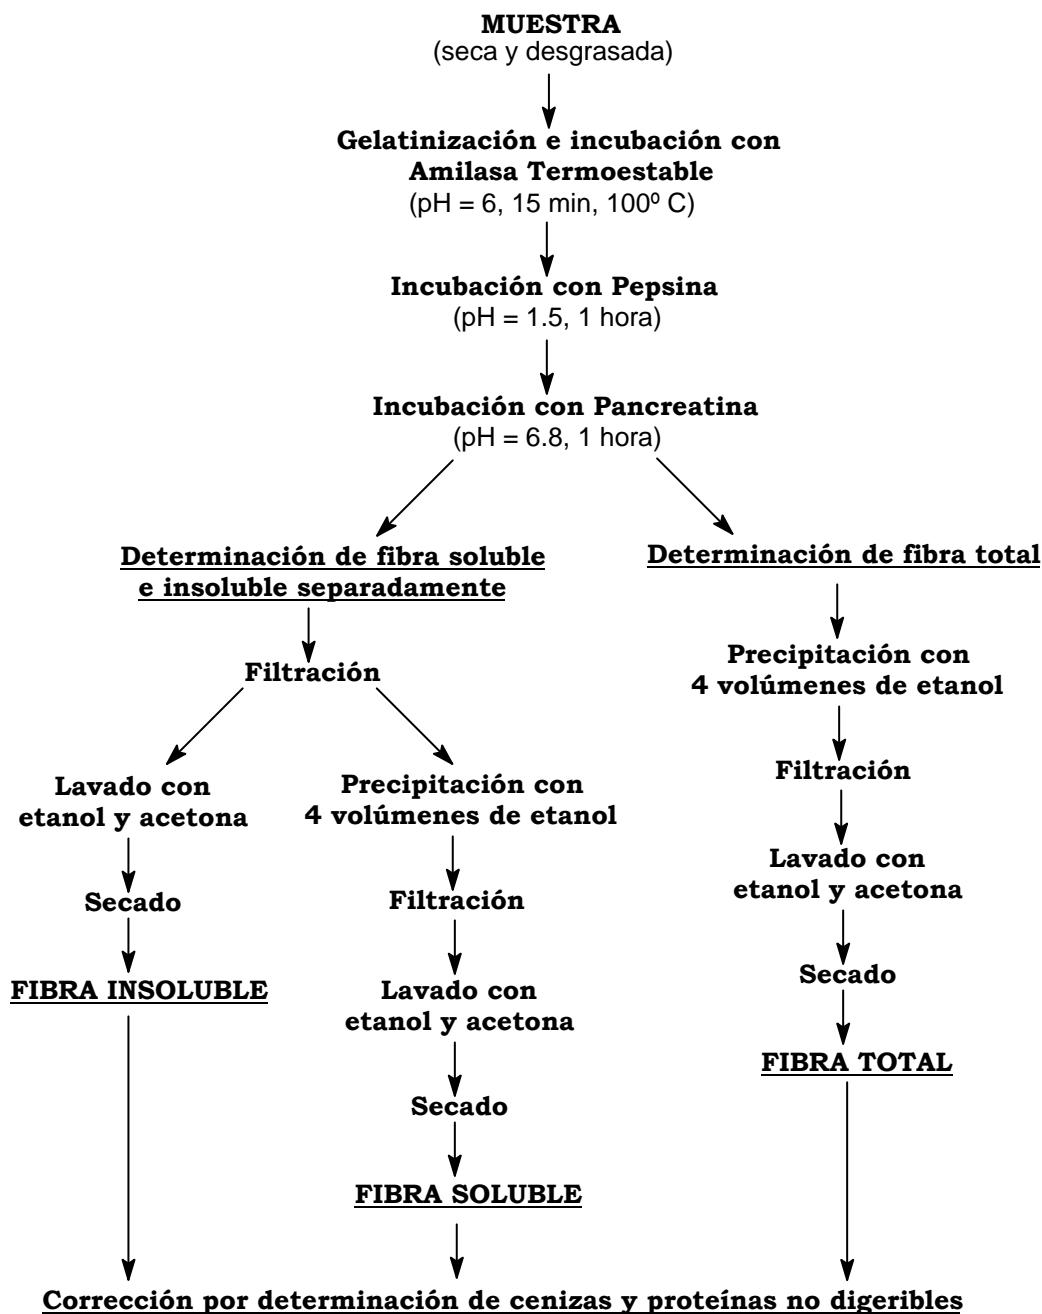 MUESTRA
(seca y desgrasada)
Gelatinización e incubación con
Amilasa Termoestable
(pH = 6, 15 min, 100º C)
Incubación con Pepsina
(pH = 1.5, 1 hora)
Incubación con Pancreatina
(pH = 6.8, 1 hora)
Determinación de fibra soluble
e insoluble separadamente
Filtración
Lavado con
etanol y acetona
Secado
FIBRA INSOLUBLE
Precipitación con
4 volúmenes de etanol
Filtración
Lavado con
etanol y acetona
Secado
FIBRA SOLUBLE
Determinación de fibra total
Precipitación con
4 volúmenes de etanol
Filtración
Lavado con
etanol y acetona
Secado
FIBRA TOTAL
Corrección por determinación de cenizas y proteínas no digeribles